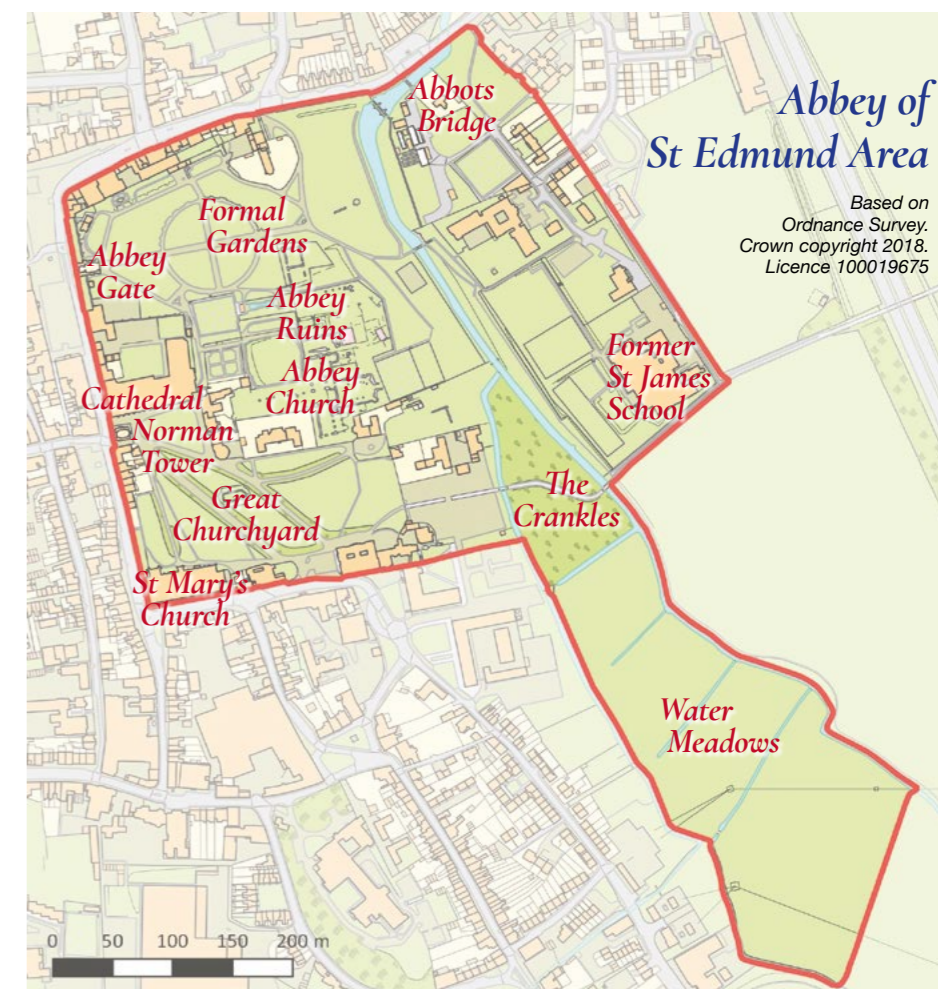 Abbey of
St Edmund Area
Based on
Ordnance Survey.
Crown copyright 2018.
Licence 100019675
Abbots
Bridge
Formal
Gardens
Abbey
Gate
Abbey
Ruins
Abbey
Church
Former
St James
School
Cathedral
Norman
Tower
Great
Churchyard
The
Crankles
St Mary's
Church
Water
Meadows
0 50 100 150 200 m